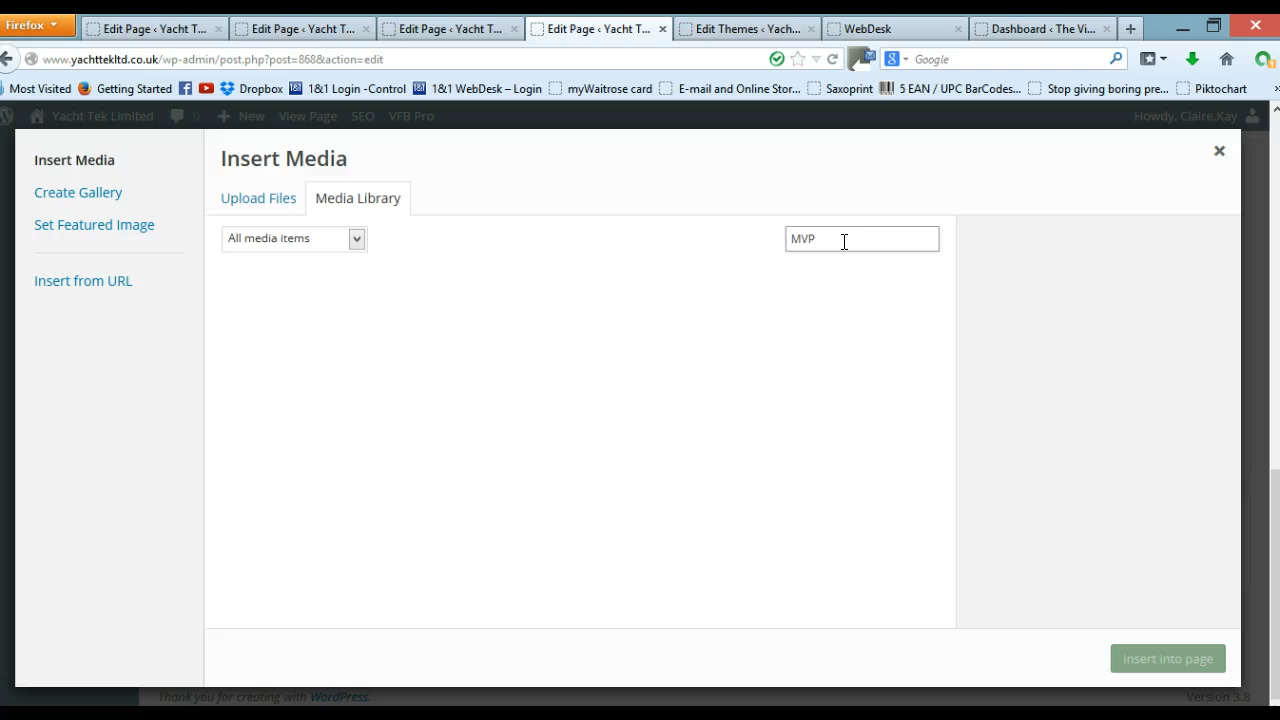 Firefox
Edit Page ‹ Yacht T...
Edit Page ‹ Yacht T...
Edit Page ‹ Yacht T...
Edit Page ‹ Yacht T...
Edit Themes ‹ Yach...
WebDesk
Dashboard ‹ The Vi...
www.yachttekltd.co.uk/wp-admin/post.php?post=868&action=edit
Google
Most Visited
Getting Started
Dropbox
1&1 Login -Control
1&1 WebDesk – Login
myWaitrose card
E-mail and Online Stor...
Saxoprint
5 EAN / UPC BarCodes...
Stop giving boring pre...
Piktochart
Yacht Tek Limited
0
New
View Page
SEO
VFB Pro
Howdy, Claire.Kay
Insert Media
Create Gallery
Set Featured Image
Insert from URL
Insert Media
Upload Files
Media Library
All media items
MVP
Insert into page
Thank you for creating with WordPress.
Version 3.8